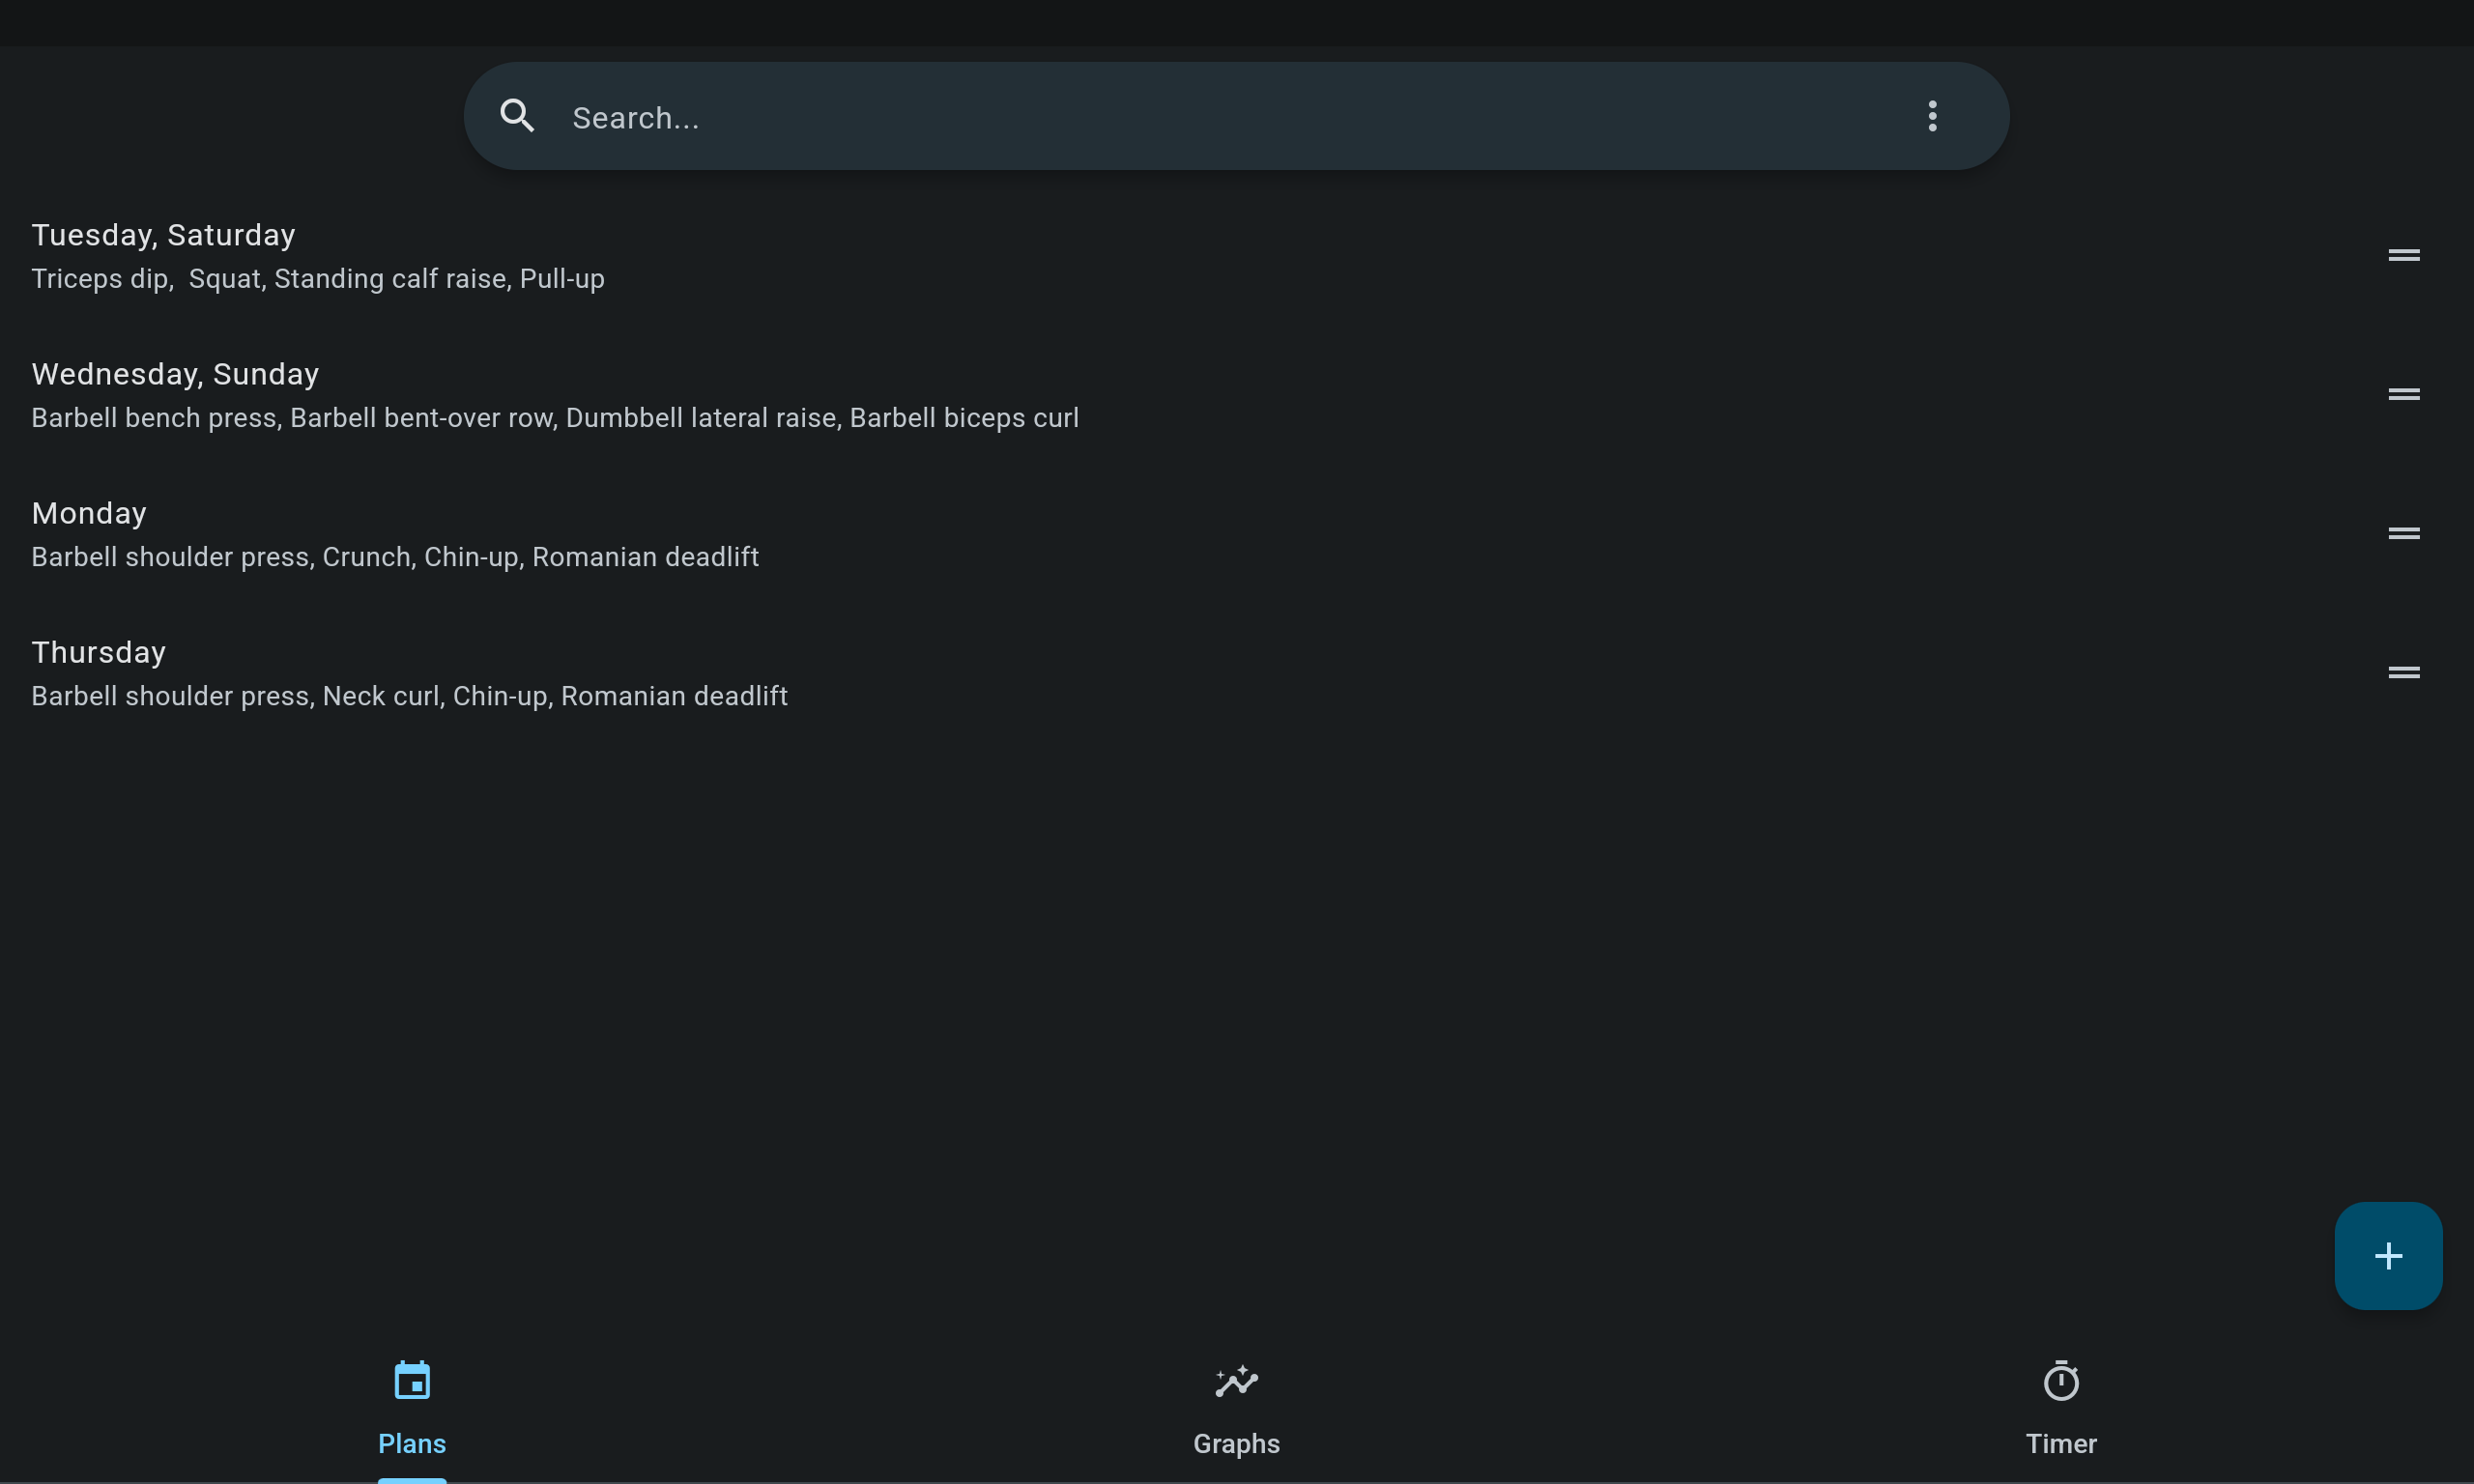 Search...
Tuesday, Saturday
Triceps dip,  Squat, Standing calf raise, Pull-up
Wednesday, Sunday
Barbell bench press, Barbell bent-over row, Dumbbell lateral raise, Barbell biceps curl
Monday
Barbell shoulder press, Crunch, Chin-up, Romanian deadlift
Thursday
Barbell shoulder press, Neck curl, Chin-up, Romanian deadlift
Plans
Graphs
Timer